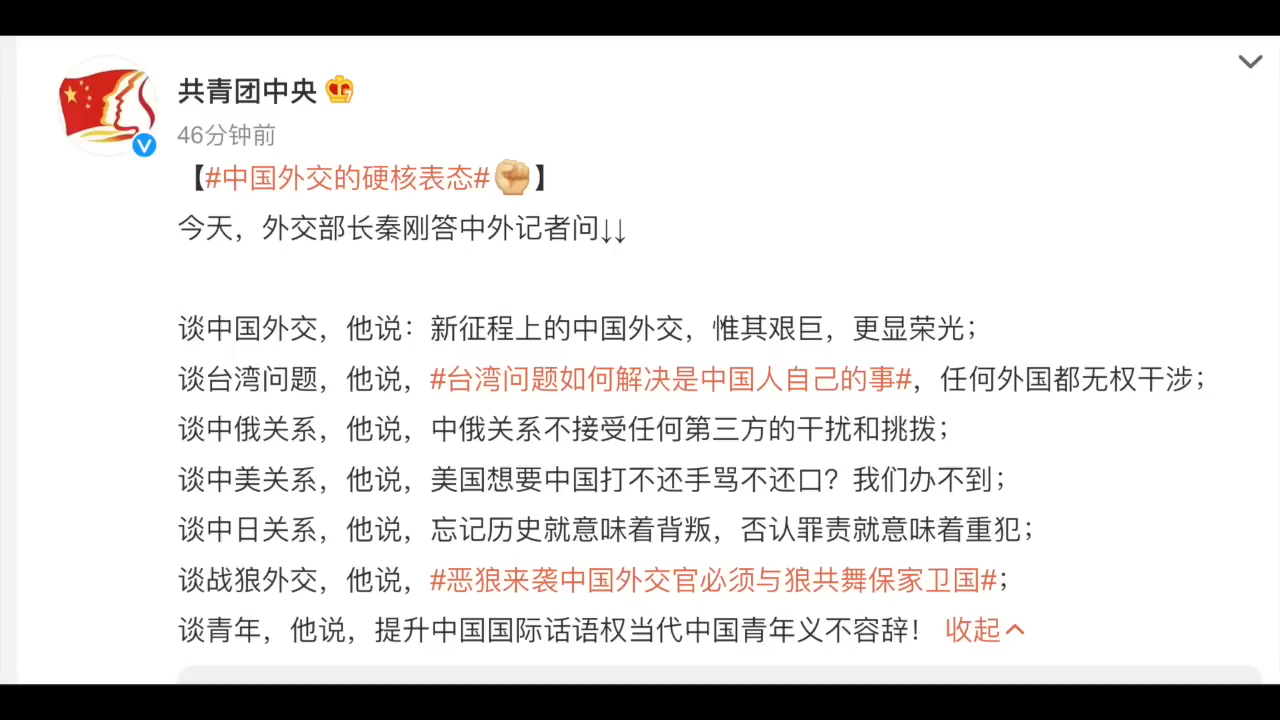 共青团中央
46分钟前
【#中国外交的硬核表态#✊】
今天，外交部长秦刚答中外记者问↓↓
谈中国外交，他说：新征程上的中国外交，惟其艰巨，更显荣光；
谈台湾问题，他说，#台湾问题如何解决是中国人自己的事#，任何外国都无权干涉；
谈中俄关系，他说，中俄关系不接受任何第三方的干扰和挑拨；
谈中美关系，他说，美国想要中国打不还手骂不还口？我们办不到；
谈中日关系，他说，忘记历史就意味着背叛，否认罪责就意味着重犯；
谈战狼外交，他说，#恶狼来袭中国外交官必须与狼共舞保家卫国#；
谈青年，他说，提升中国国际话语权当代中国青年义不容辞！ 收起